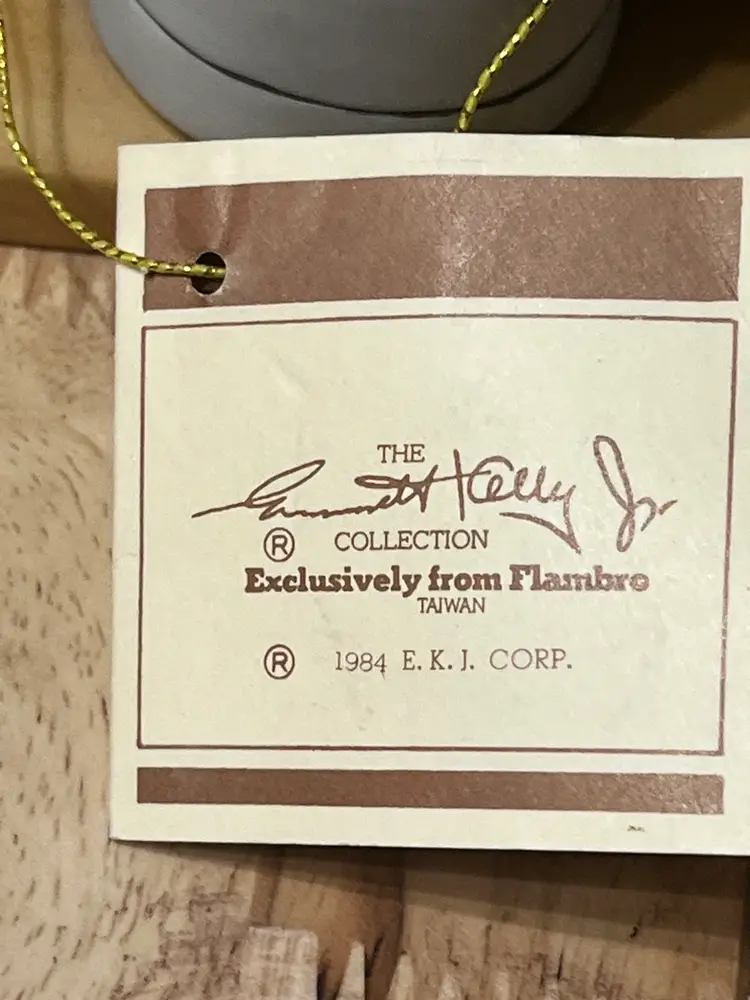 THE
Emmett Kelly Jr.
® COLLECTION
Exclusively from Flambro
TAIWAN
® 1984 E. K. J. CORP.